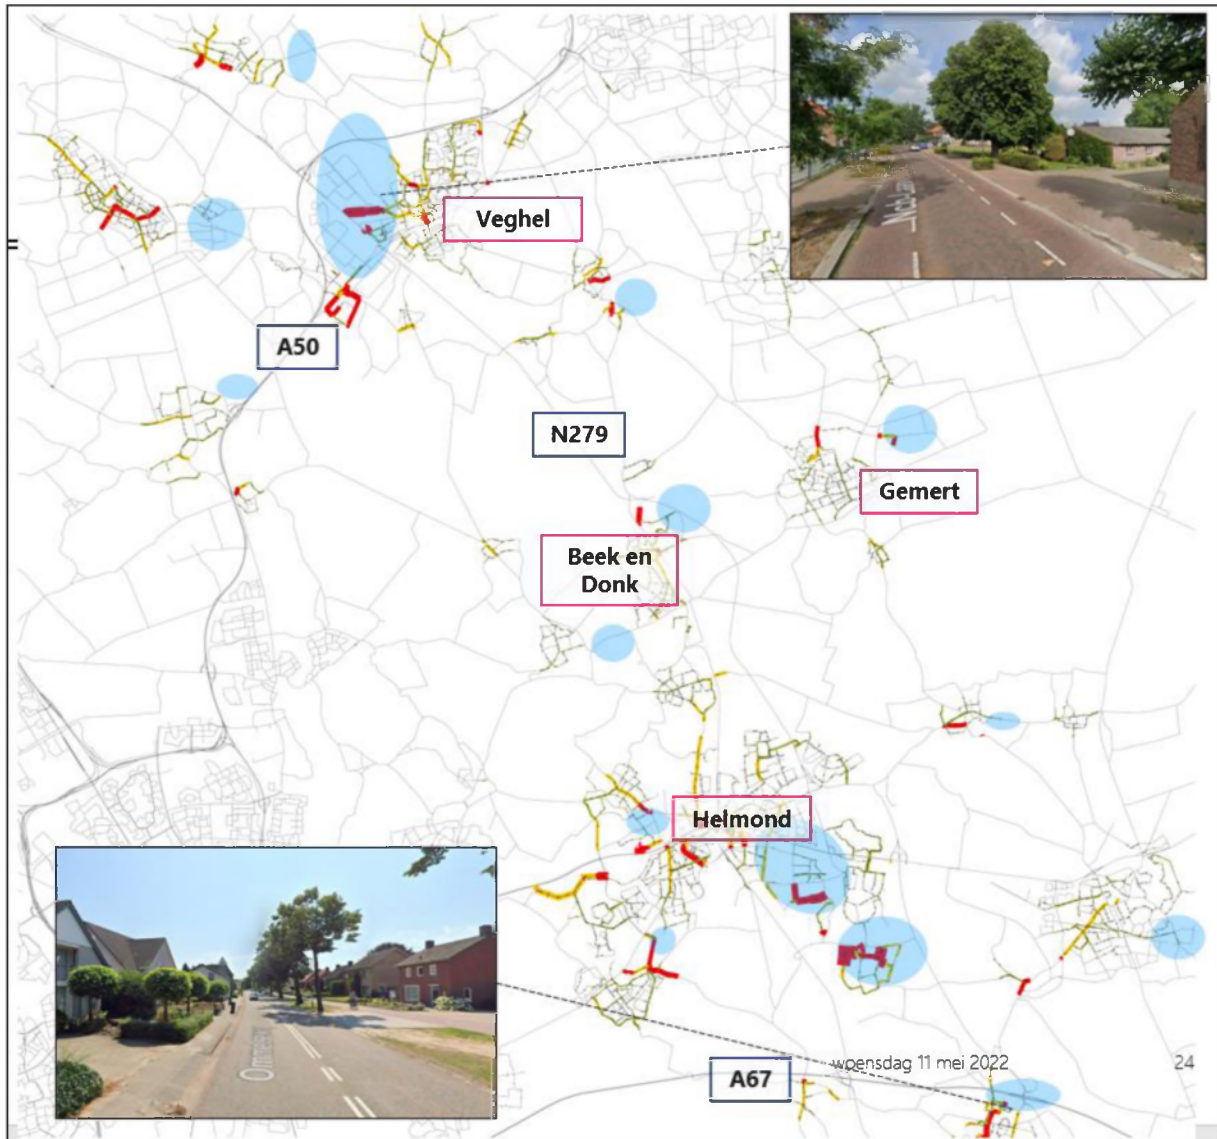 Veghel
A50
N279
Gemert
Beek en
Donk
Helmond
woensdag 11 mei 2022
24
A67